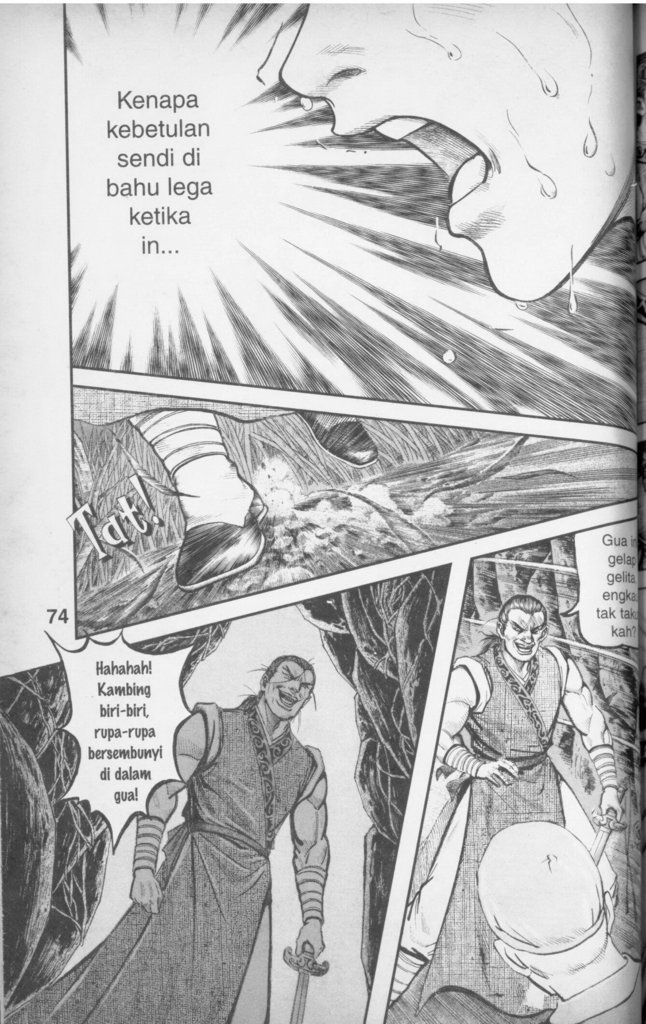 Kenapa
kebetulan
sendi di
bahu lega
ketika
in...
Tat!
74
Hahahah!
Kambing
biri-biri,
rupa-rupa
bersembunyi
di dalam
gua!
Gua
gelap
gelita
tak
kah?